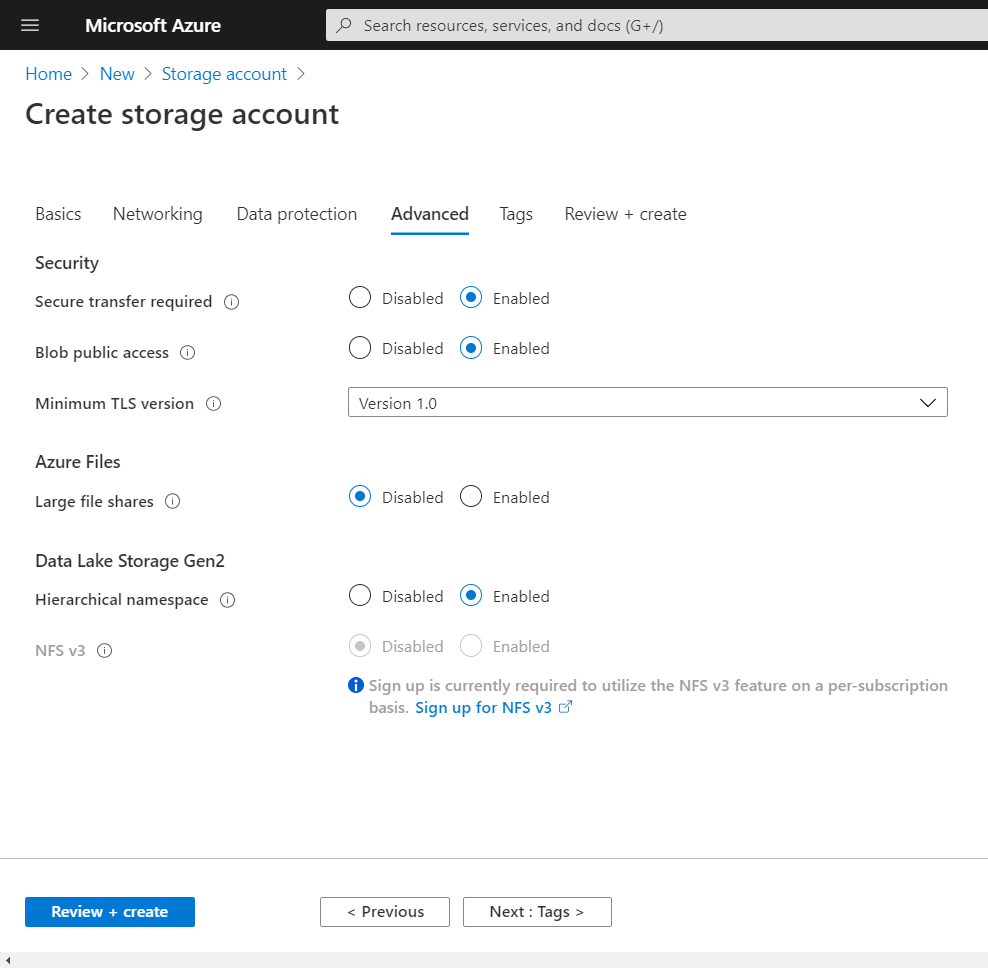 Microsoft Azure
Search resources, services, and docs (G+/)
Home > New > Storage account >
Create storage account
Basics Networking Data protection Advanced Tags Review + create
Security
Secure transfer required Disabled Enabled
Blob public access Disabled Enabled
Minimum TLS version Version 1.0
Azure Files
Large file shares Disabled Enabled
Data Lake Storage Gen2
Hierarchical namespace Disabled Enabled
NFS v3 Disabled Enabled
Sign up is currently required to utilize the NFS v3 feature on a per-subscription
basis. Sign up for NFS v3
Review + create < Previous Next : Tags >